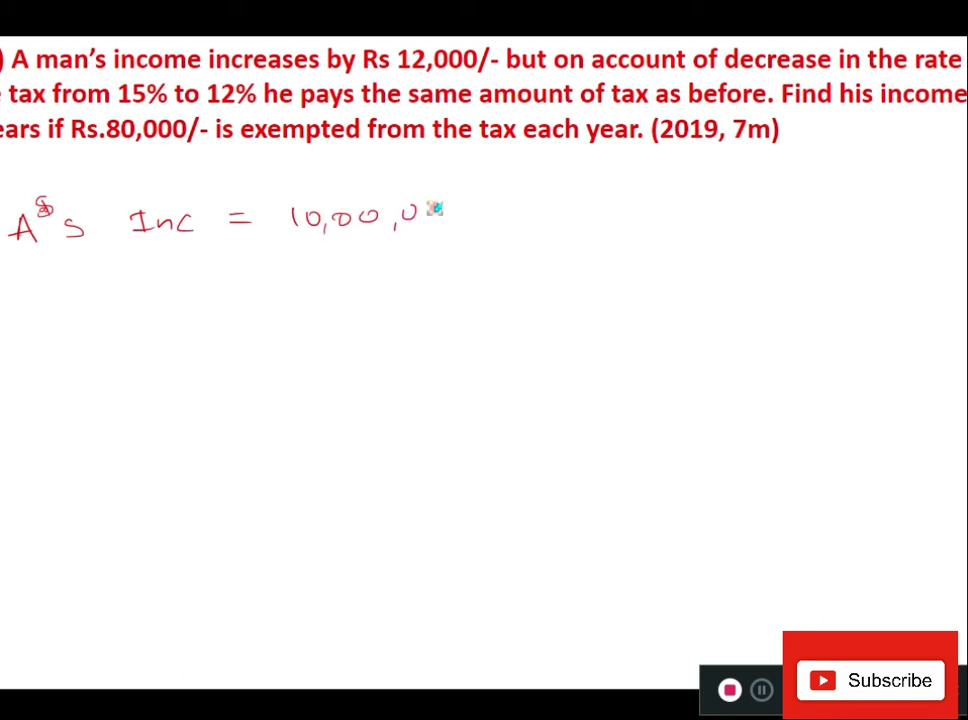 ) A man's income increases by Rs 12,000/- but on account of decrease in the rate
tax from 15% to 12% he pays the same amount of tax as before. Find his income
ears if Rs.80,000/- is exempted from the tax each year. (2019, 7m)
A's Inc = 10,00,0
Subscribe